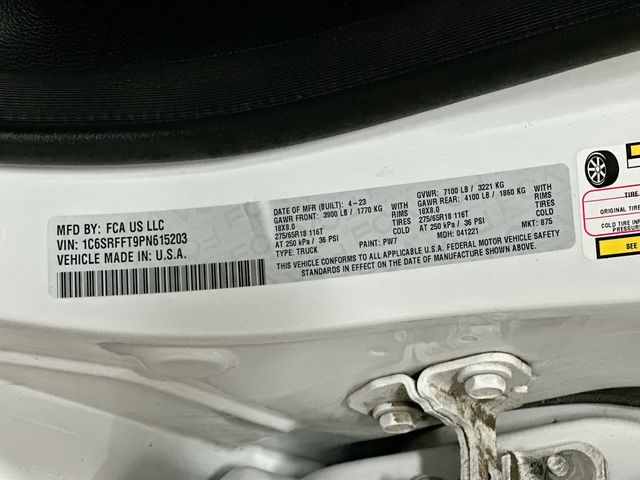 MFD BY: FCA US LLC
VIN: 1C6SRFFT9PN615203
VEHICLE MADE IN: U.S.A.
DATE OF MFR (BUILT): 4-23
GAWR FRONT: 3900 LB / 1770 KG WITH
18X8.0 RIMS
275/65R18 116T TIRES
AT 250 kPa / 36 PSI COLD
TYPE: TRUCK PAINT: PW7
GVWR: 7100 LB / 3221 KG
GAWR REAR: 4100 LB / 1860 KG WITH
18X8.0 RIMS
275/65R18 116T TIRES
AT 250 kPa / 36 PSI COLD
MDH: 041221 MKT: 875
THIS VEHICLE CONFORMS TO ALL APPLICABLE U.S. FEDERAL MOTOR VEHICLE SAFETY
STANDARDS IN EFFECT ON THE DATE OF MANUFACTURE SHOWN ABOVE.
TIRE
COLD TIRE INF
PRESSUR
SEE